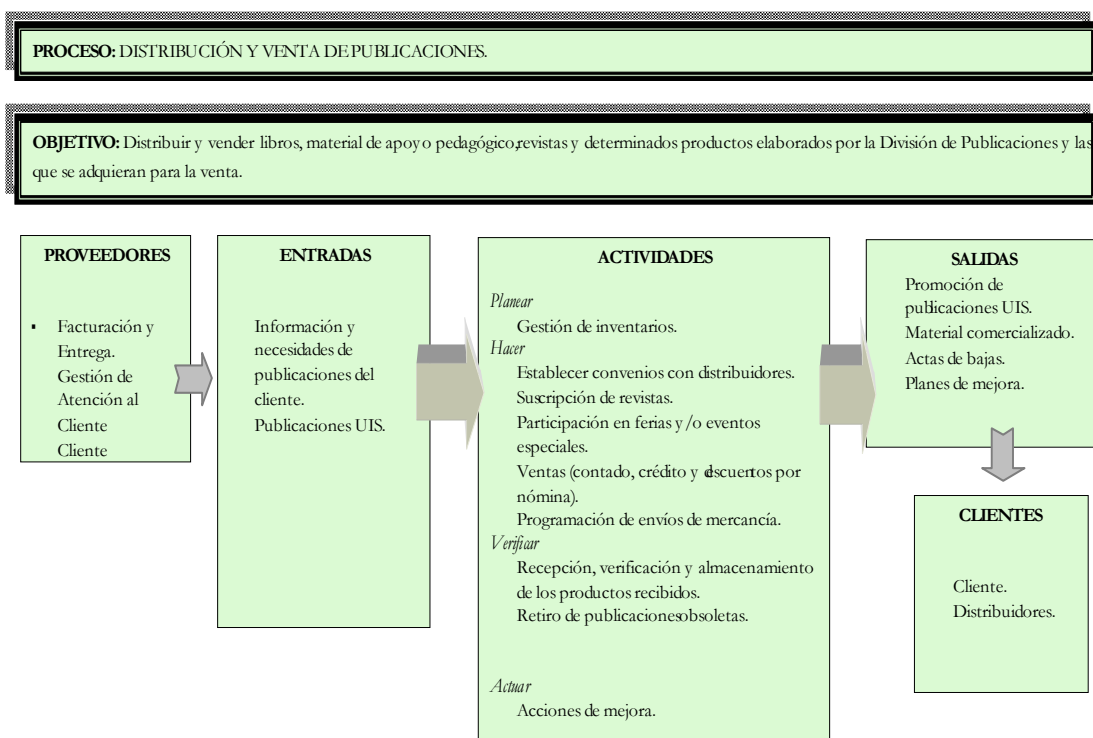 PROCESO: DISTRIBUCIÓN Y VENTA DE PUBLICACIONES.
OBJETIVO: Distribuir y vender libros, material de apoyo pedagógico,revistas y determinados productos elaborados por la División de Publicaciones y las
que se adquieran para la venta.
PROVEEDORES
▪ Facturación y
Entrega.
Gestión de
Atención al
Cliente
Cliente
ENTRADAS
Información y
necesidades de
publicaciones del
cliente.
Publicaciones UIS.
ACTIVIDADES
Planear
Gestión de inventarios.
Hacer
Establecer convenios con distribuidores.
Suscripción de revistas.
Participación en ferias y/o eventos
especiales.
Ventas (contado, crédito y descuentos por
nómina).
Programación de envíos de mercancía.
Verificar
Recepción, verificación y almacenamiento
de los productos recibidos.
Retiro de publicaciones obsoletas.
Actuar
Acciones de mejora.
SALIDAS
Promoción de
publicaciones UIS.
Material comercializado.
Actas de bajas.
Planes de mejora.
CLIENTES
Cliente.
Distribuidores.